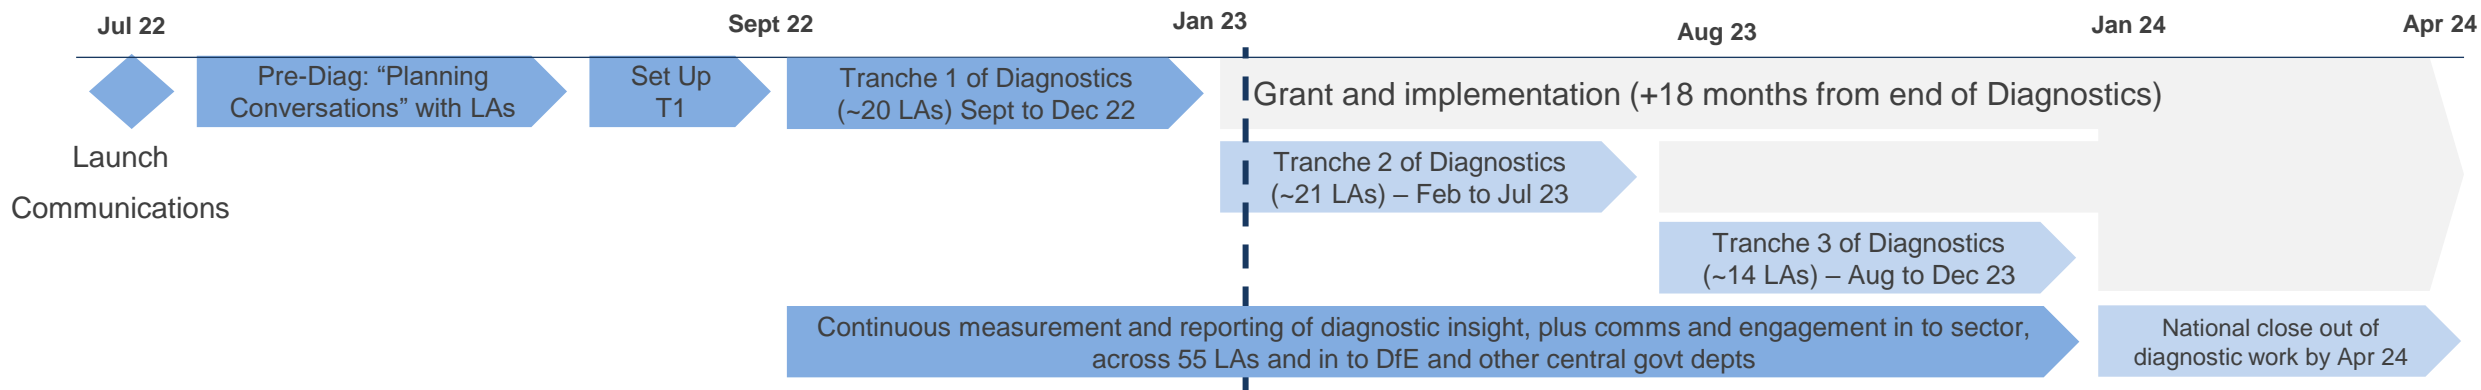 Jul 22
Sept 22
Jan 23
Aug 23
Jan 24
Apr 24
Launch
Communications
Pre-Diag: “Planning
Conversations” with LAs
Set Up
T1
Tranche 1 of Diagnostics
(~20 LAs) Sept to Dec 22
Grant and implementation (+18 months from end of Diagnostics)
Tranche 2 of Diagnostics
(~21 LAs) – Feb to Jul 23
Tranche 3 of Diagnostics
(~14 LAs) – Aug to Dec 23
Continuous measurement and reporting of diagnostic insight, plus comms and engagement in to sector,
across 55 LAs and in to DfE and other central govt depts
National close out of
diagnostic work by Apr 24